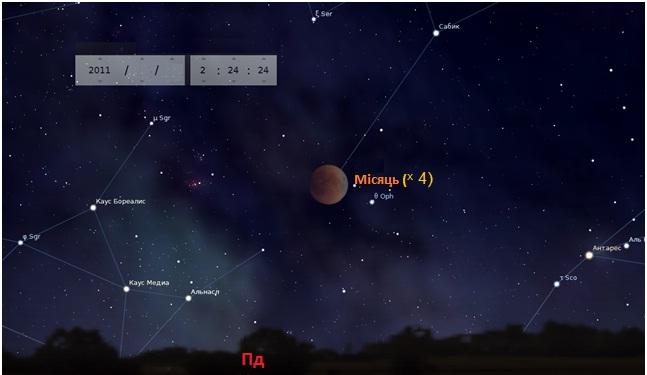 ξ Ser
Сабик
2011 / /
2 : 24 : 24
μ Sgr
Місяць (x 4)
θ Oph
Каус Бореалис
φ Sgr
Антарес
Каус Медиа
Альнасл
τ Sco
Пд